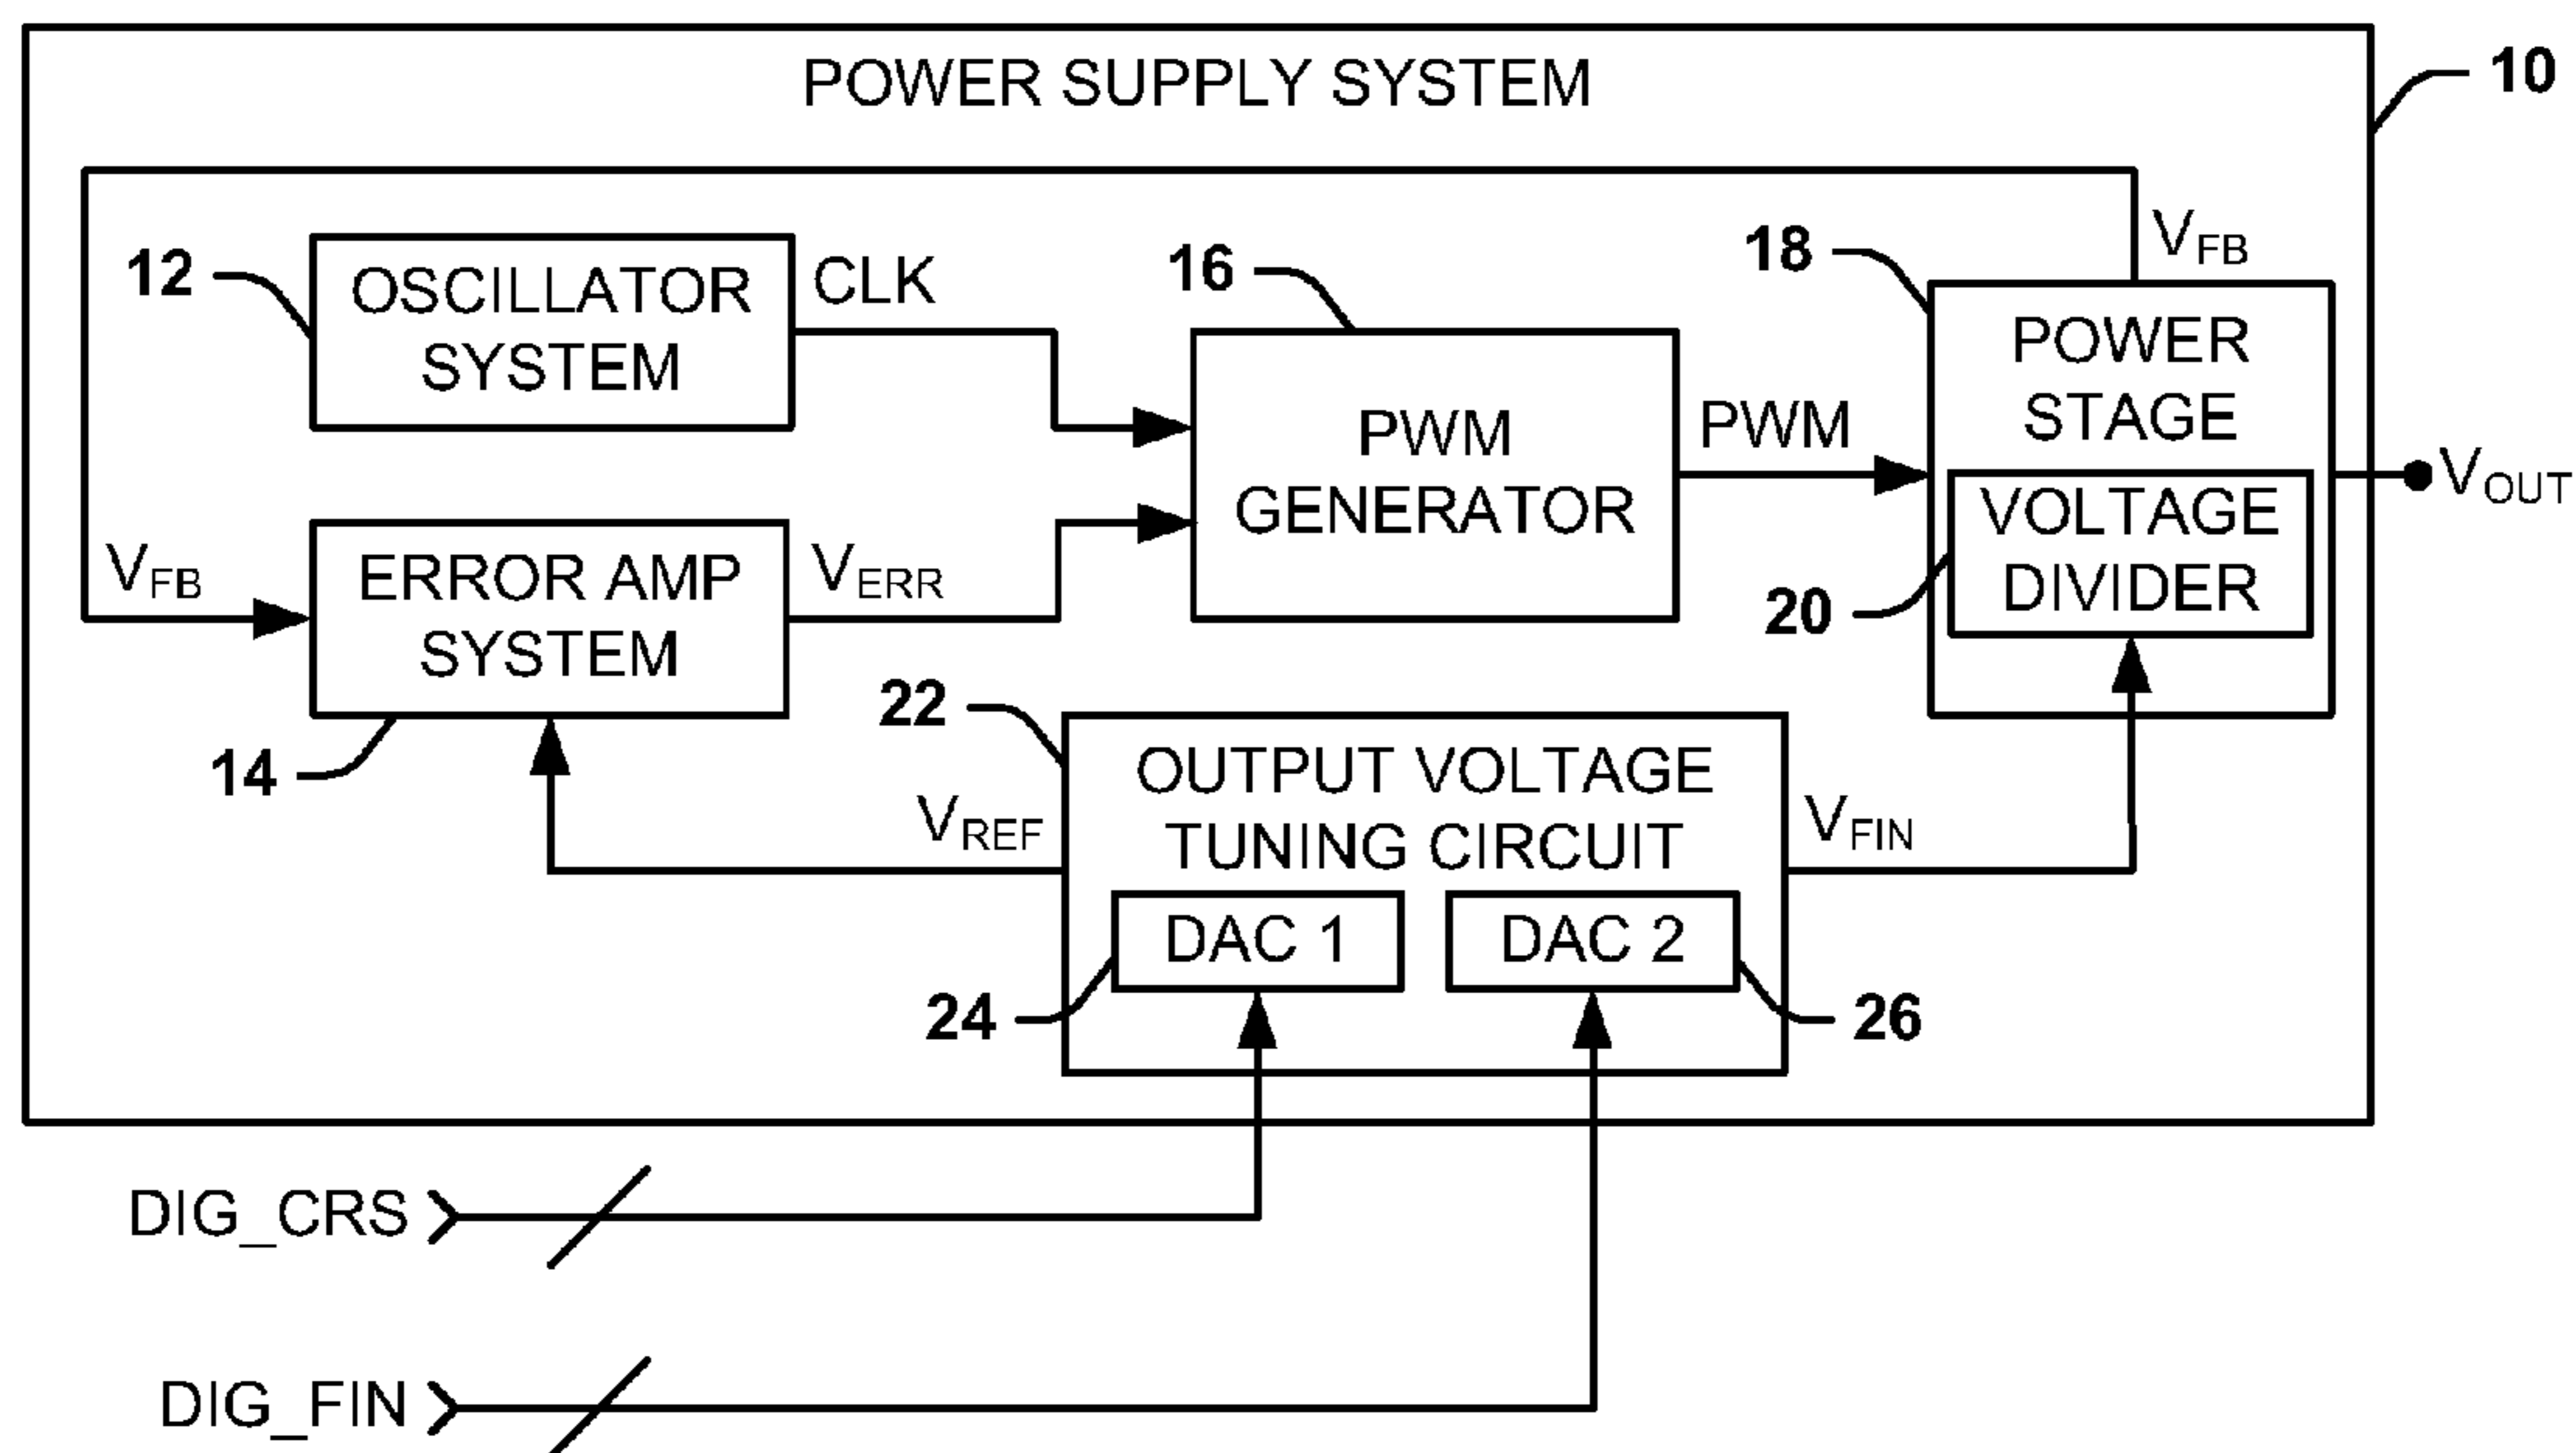 POWER SUPPLY SYSTEM
10
VFB
12
OSCILLATOR
SYSTEM
CLK
16
18
POWER
STAGE
PWM
GENERATOR
PWM
VOUT
VOLTAGE
DIVIDER
20
VFB
ERROR AMP
SYSTEM
VERR
14
22
OUTPUT VOLTAGE
TUNING CIRCUIT
VREF
VFIN
DAC 1
DAC 2
24
26
DIG_CRS
DIG_FIN